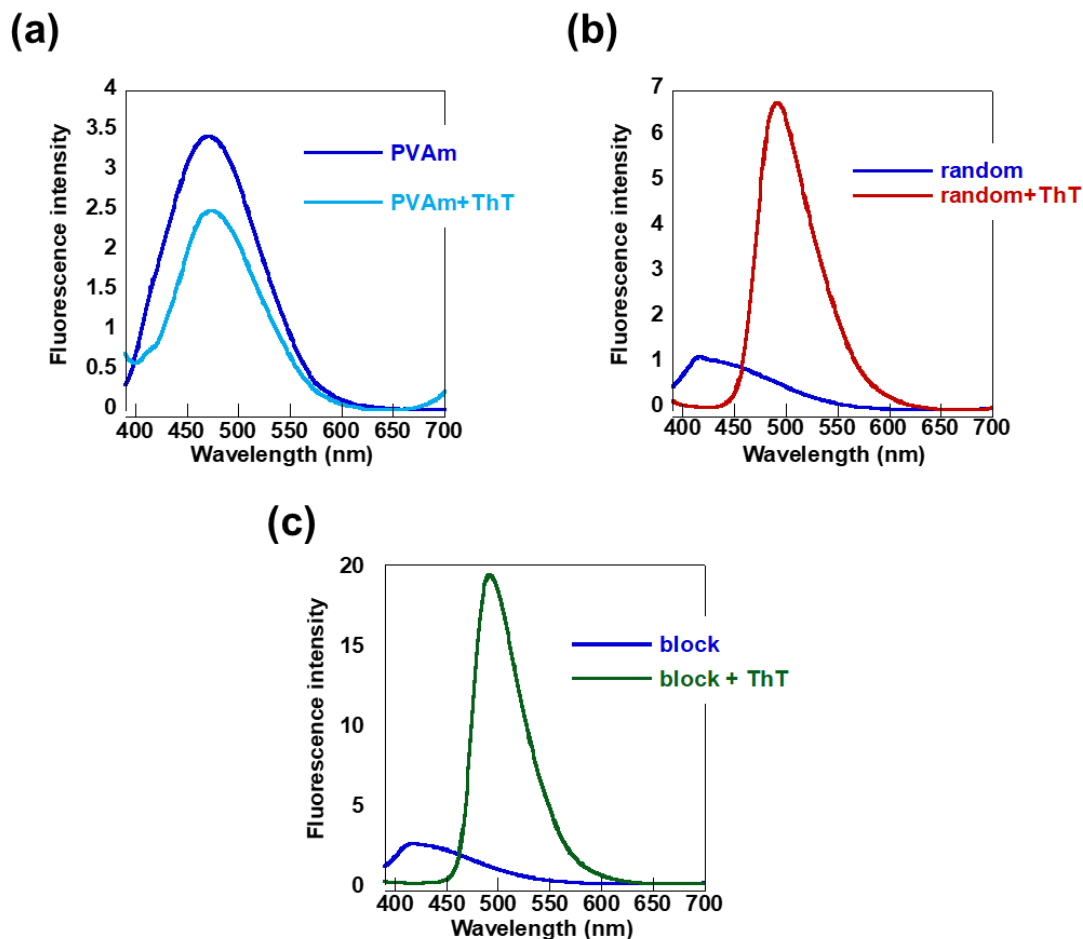 (a)
Fluorescence intensity
4
3.5
3
2.5
2
1.5
1
0.5
0
PVAm
PVAm+ThT
400 450 500 550 600 650 700
Wavelength (nm)
(b)
Fluorescence intensity
7
6
5
4
3
2
1
0
random
random+ThT
400 450 500 550 600 650 700
Wavelength (nm)
(c)
Fluorescence intensity
20
15
10
5
0
block
block + ThT
400 450 500 550 600 650 700
Wavelength (nm)